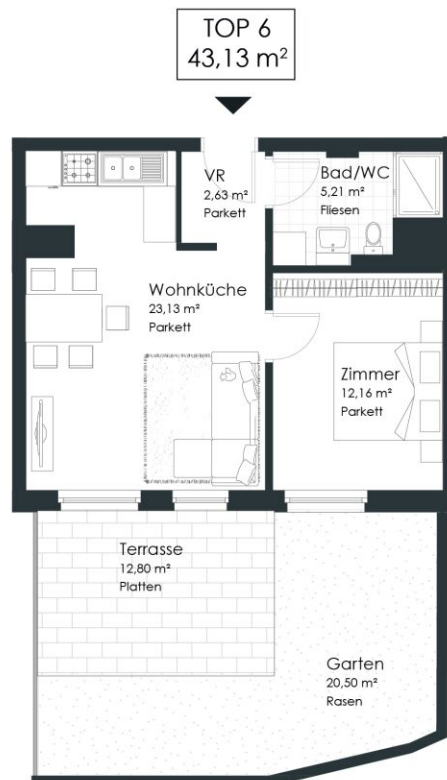 TOP 6
43,13 m²
VR
2,63 m²
Parkett
Bad/WC
5,21 m²
Fliesen
Wohnküche
23,13 m²
Parkett
Zimmer
12,16 m²
Parkett
Terrasse
12,80 m²
Platten
Garten
20,50 m²
Rasen